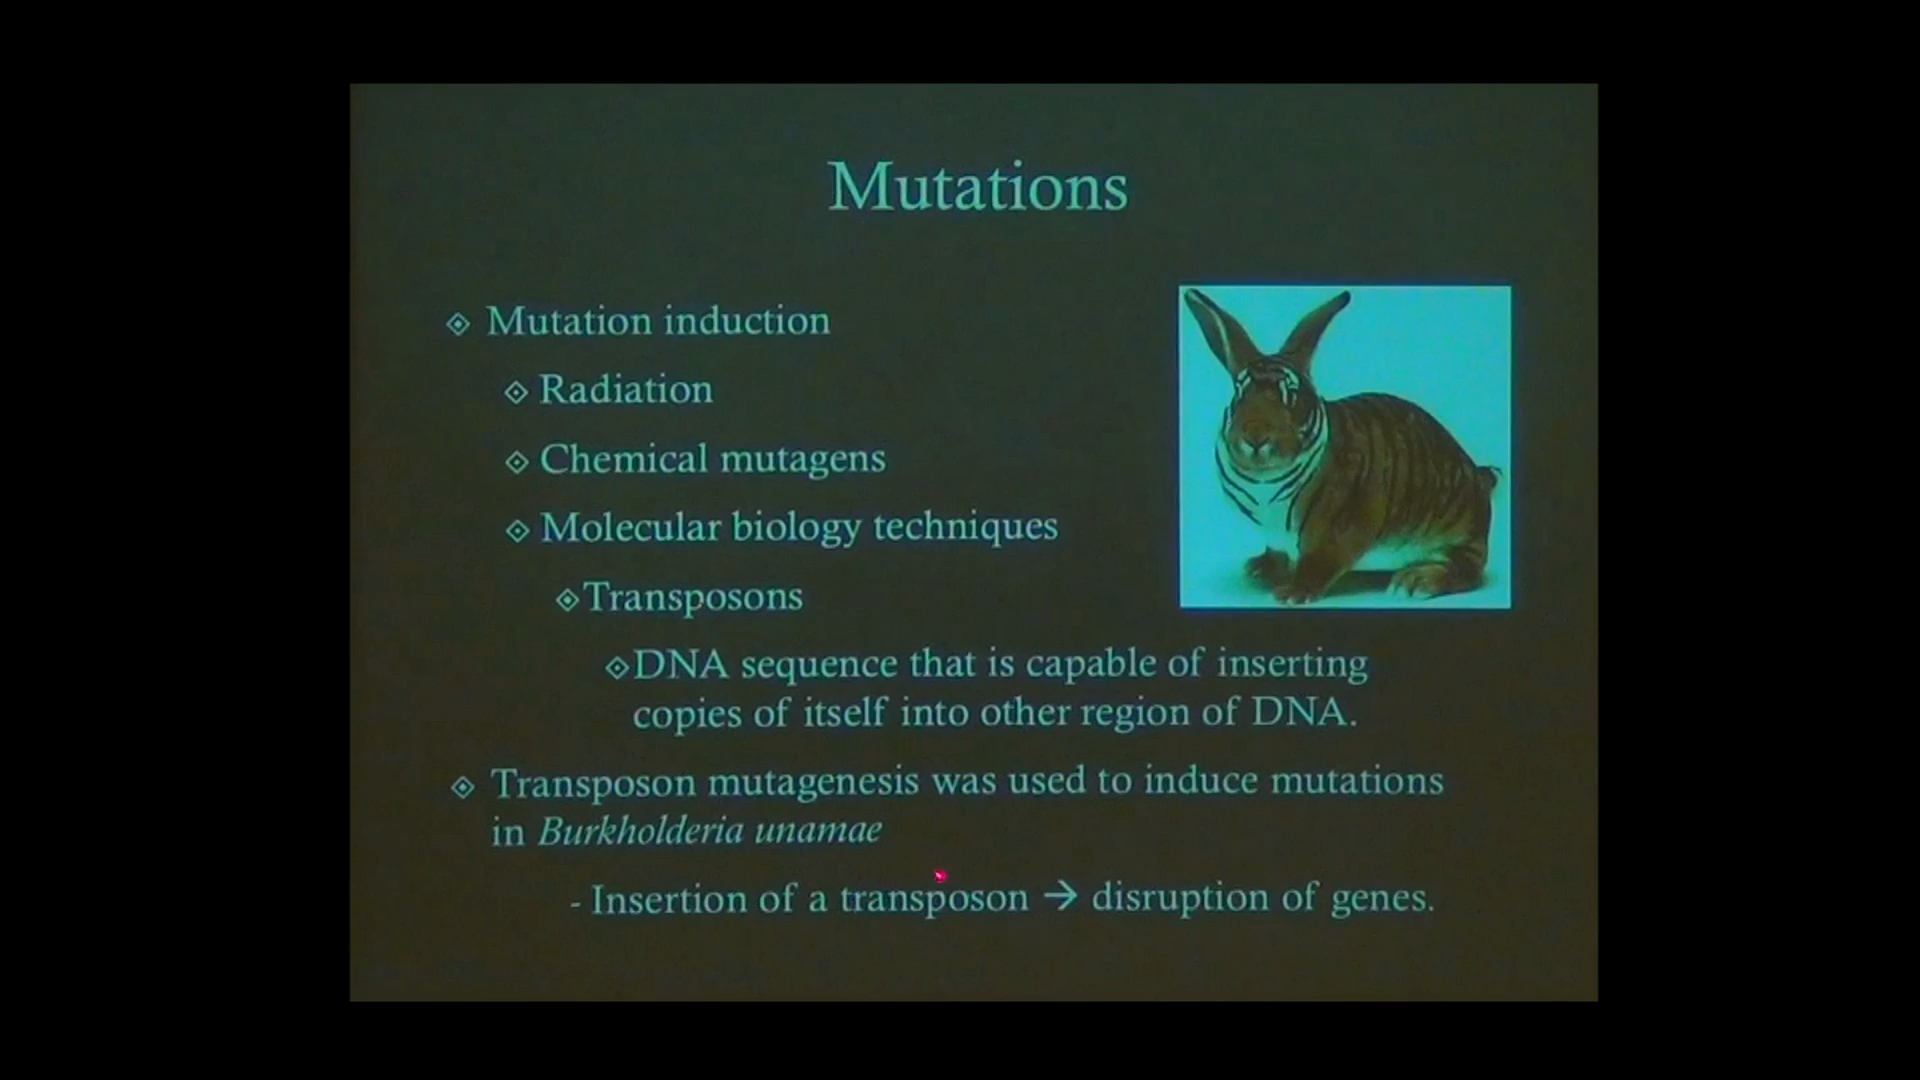 Mutations
Mutation induction
Radiation
Chemical mutagens
Molecular biology techniques
Transposons
DNA sequence that is capable of inserting
copies of itself into other region of DNA.
Transposon mutagenesis was used to induce mutations
in Burkholderia unamae
- Insertion of a transposon → disruption of genes.